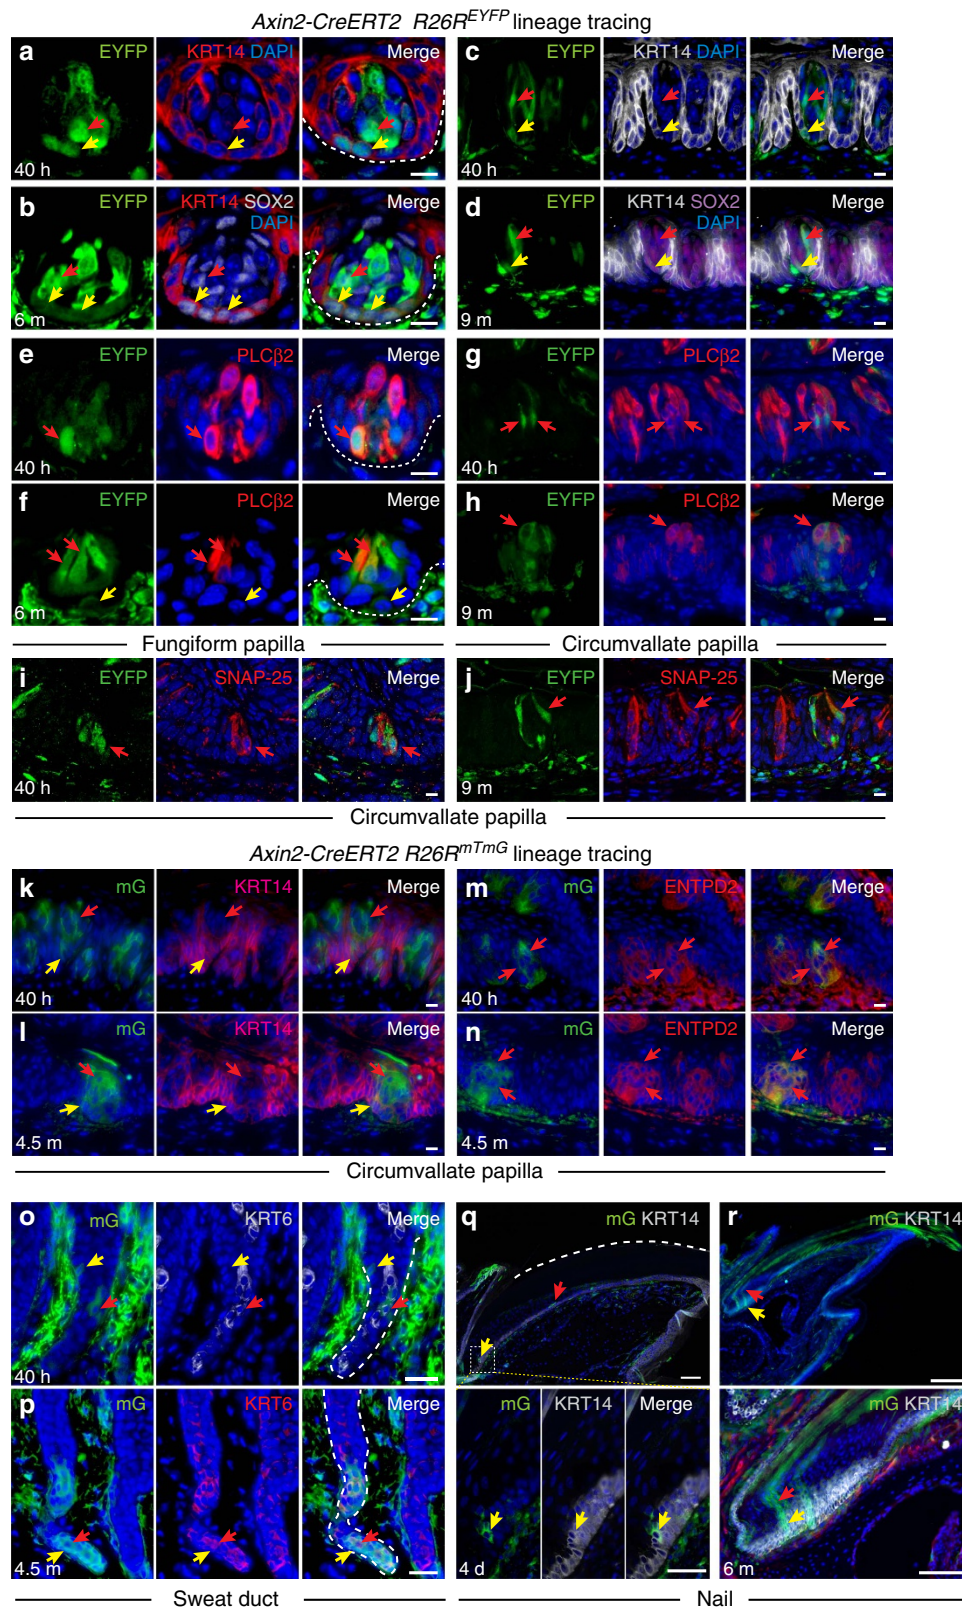 Axin2-CreERT2 R26R^EYFP lineage tracing
a EYFP KRT14 DAPI Merge
40 h
c EYFP KRT14 DAPI Merge
40 h
b EYFP KRT14 SOX2 DAPI Merge
6 m
d EYFP KRT14 SOX2 DAPI Merge
9 m
e EYFP PLCβ2 Merge
40 h
g EYFP PLCβ2 Merge
40 h
f EYFP PLCβ2 Merge
6 m
h EYFP PLCβ2 Merge
9 m
Fungiform papilla
Circumvallate papilla
i EYFP SNAP-25 Merge
40 h
j EYFP SNAP-25 Merge
9 m
Circumvallate papilla
Axin2-CreERT2 R26R^mTmG lineage tracing
k mG KRT14 Merge
40 h
m mG ENTPD2 Merge
40 h
l mG KRT14 Merge
4.5 m
n mG ENTPD2 Merge
4.5 m
Circumvallate papilla
o mG KRT6 Merge
40 h
q mG KRT14
r mG KRT14
p mG KRT6 Merge
4.5 m
mG KRT14 Merge
4 d
mG KRT14
6 m
Sweat duct
Nail